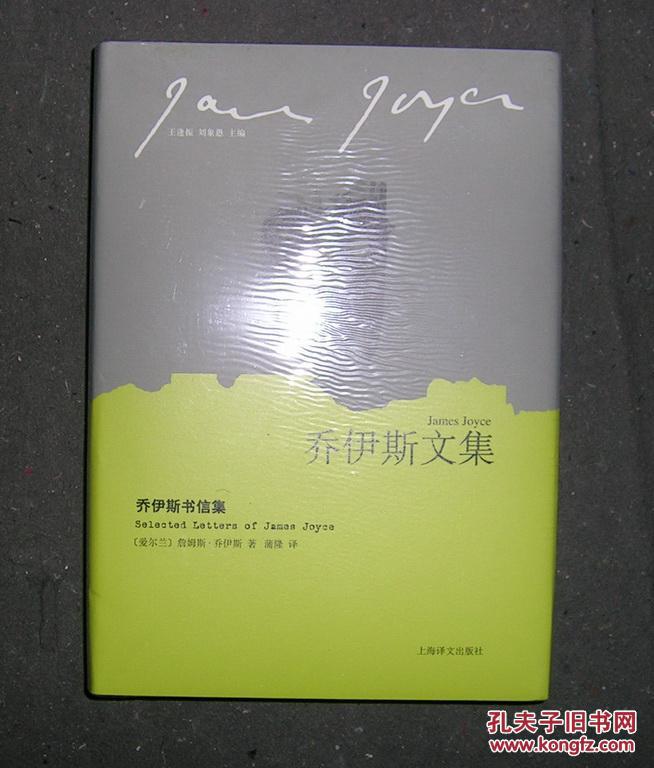 James Joyce
王逢振 刘象愚 主编
James Joyce
乔伊斯文集
乔伊斯书信集
Selected Letters of James Joyce
〔爱尔兰〕詹姆斯·乔伊斯 著 蒲隆 译
上海译文出版社
孔夫子旧书网
www.kongfz.com